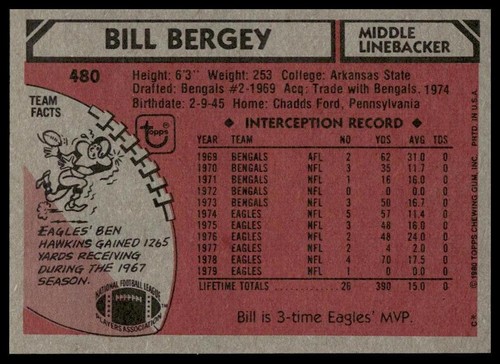 BILL BERGEY
MIDDLE LINEBACKER
480
Height: 6'3" Weight: 253 College: Arkansas State
Drafted: Bengals #2-1969 Acq: Trade with Bengals, 1974
Birthdate: 2-9-45 Home: Chadds Ford, Pennsylvania
TEAM FACTS
Topps
EAGLES' BEN
HAWKINS GAINED 1265
YARDS RECEIVING
DURING THE 1967
SEASON.
NATIONAL FOOTBALL LEAGUE
PLAYERS ASSOCIATION
INTERCEPTION RECORD
YEAR TEAM NO YDS AVG TDS
1969 BENGALS NFL 2 62 31.0 0
1970 BENGALS NFL 3 35 11.7 0
1971 BENGALS NFL 1 16 16.0 0
1972 BENGALS NFL 0 0 .0 0
1973 BENGALS NFL 3 50 16.7 0
1974 EAGLES NFL 5 57 11.4 0
1975 EAGLES NFL 3 48 16.0 0
1976 EAGLES NFL 2 48 24.0 0
1977 EAGLES NFL 2 4 2.0 0
1978 EAGLES NFL 4 70 17.5 0
1979 EAGLES NFL 1 0 .0 0
LIFETIME TOTALS 26 390 15.0 0
Bill is 3-time Eagles' MVP.
©1980 TOPPS CHEWING GUM, INC. PRTD. IN U.S.A.